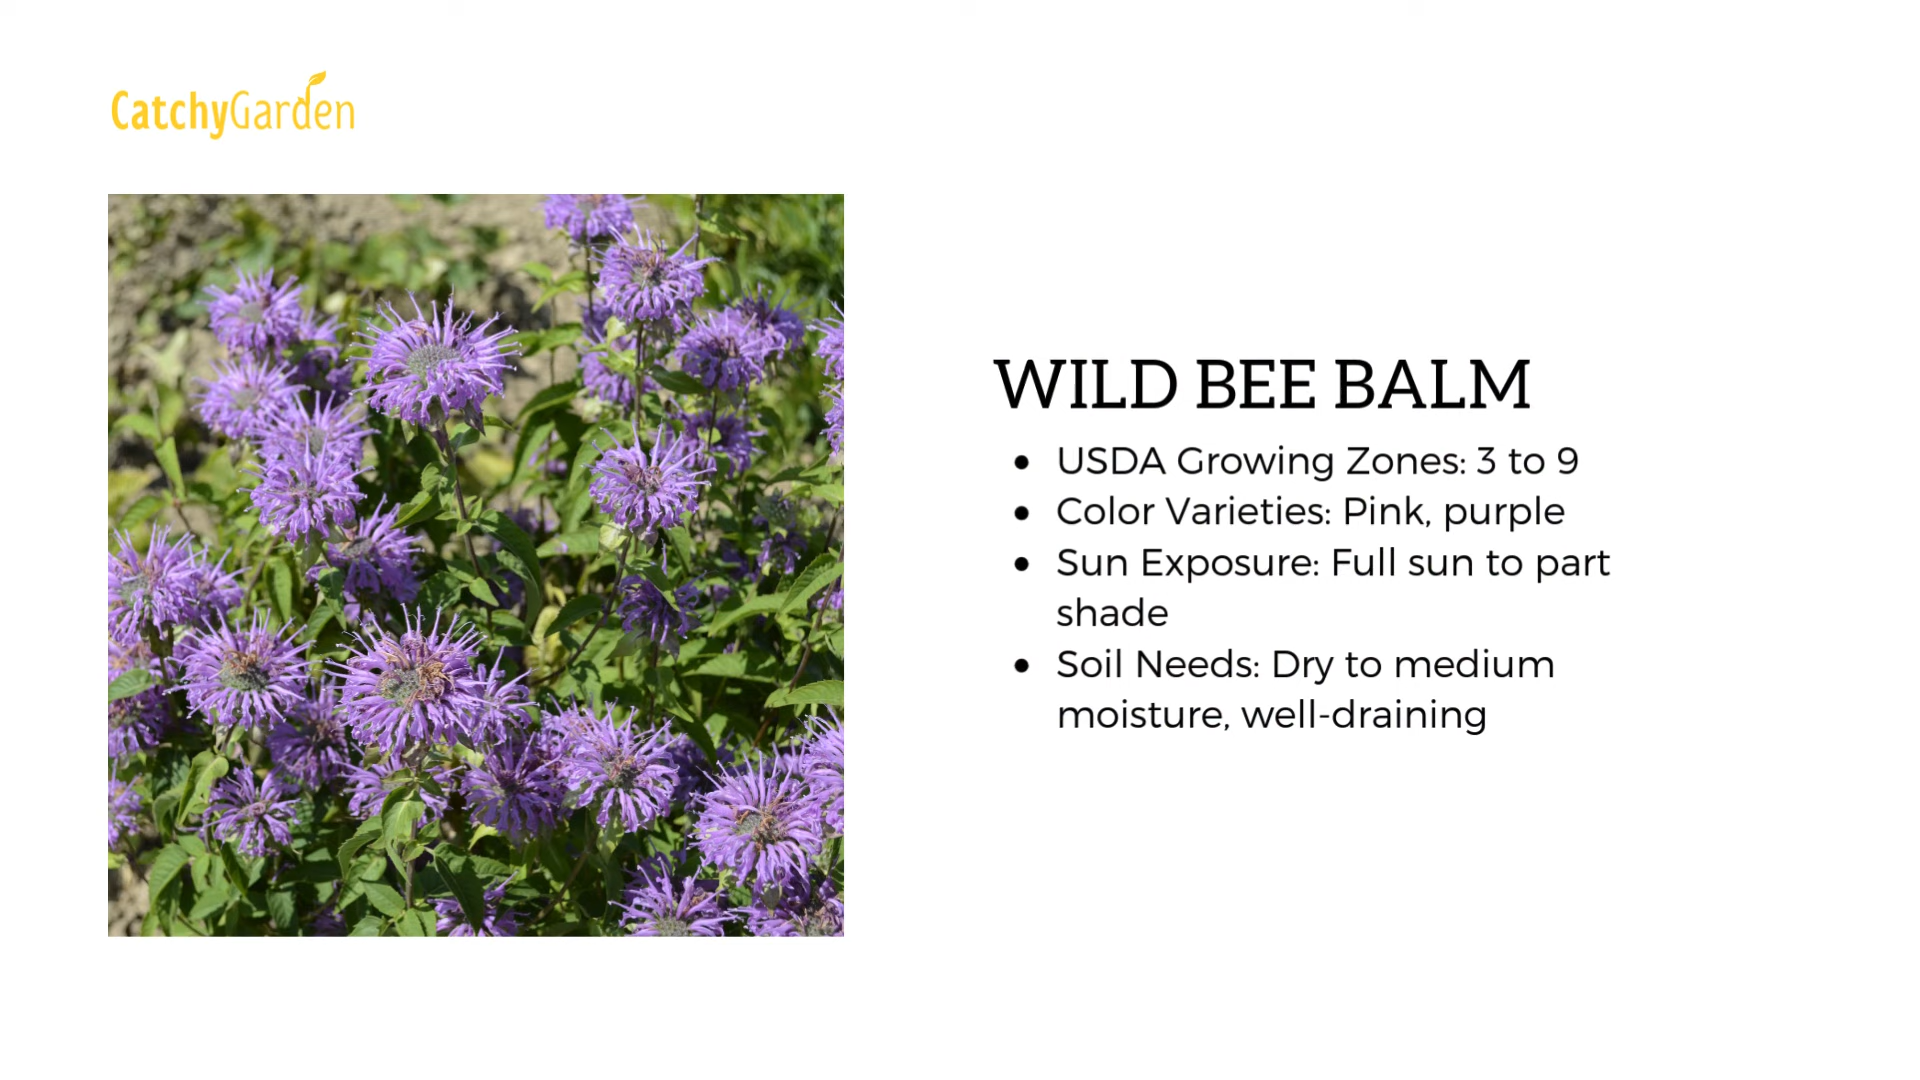 CatchyGarden
WILD BEE BALM
• USDA Growing Zones: 3 to 9
• Color Varieties: Pink, purple
• Sun Exposure: Full sun to part
shade
• Soil Needs: Dry to medium
moisture, well-draining